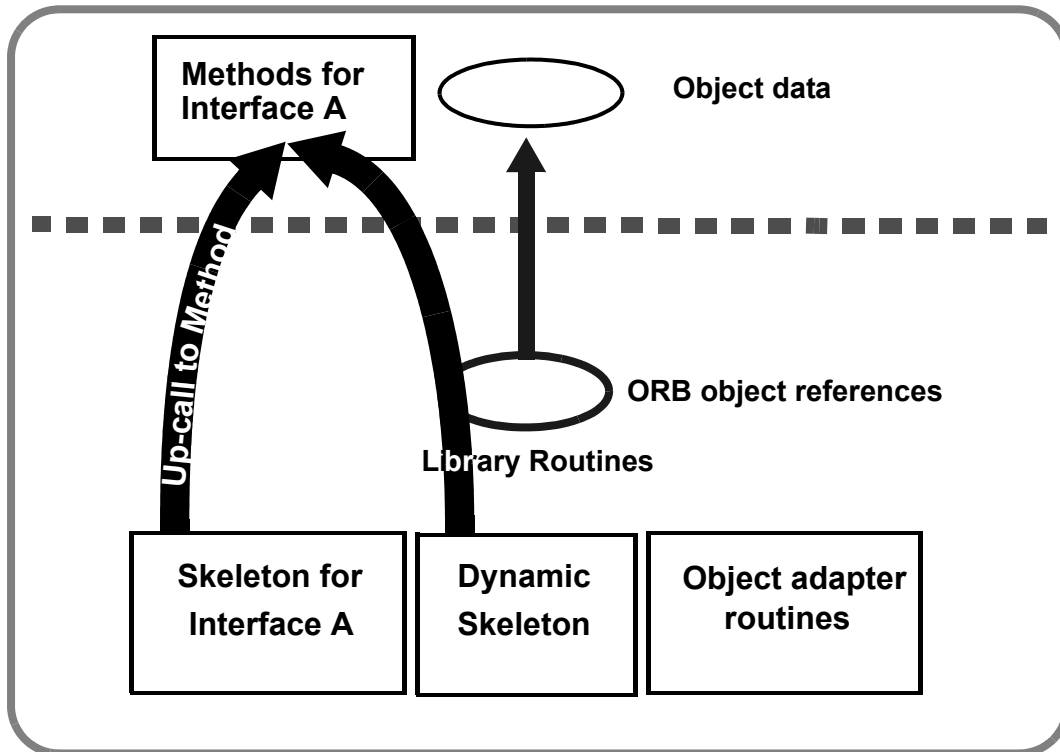 Methods for
Interface A
Object data
Up-call to Method
ORB object references
Library Routines
Skeleton for
Interface A
Dynamic
Skeleton
Object adapter
routines